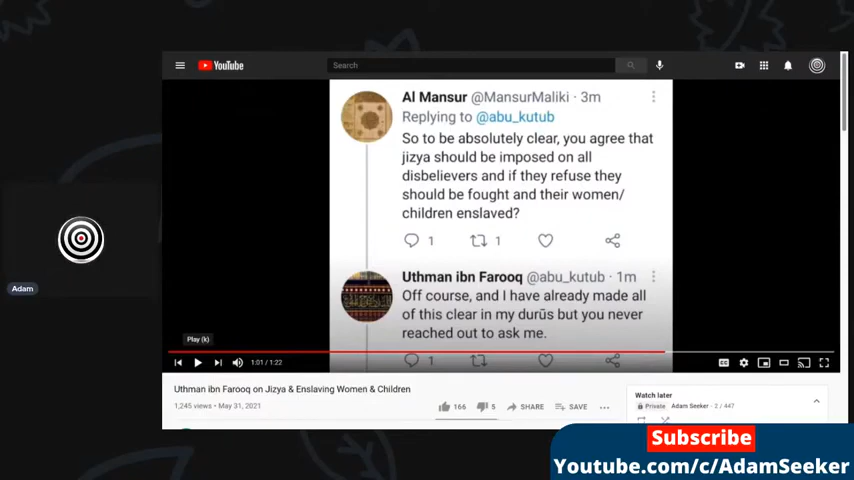 YouTube
Search
Al Mansur @MansurMaliki · 3m
Replying to @abu_kutub
So to be absolutely clear, you agree that
jizya should be imposed on all
disbelievers and if they refuse they
should be fought and their women/
children enslaved?
1
1
Uthman ibn Farooq @abu_kutub · 1m
Off course, and I have already made all
of this clear in my durūs but you never
reached out to ask me.
1
Adam
Play (k)
1:01 / 1:22
Uthman ibn Farooq on Jizya & Enslaving Women & Children
1,245 views • May 31, 2021
166
5
SHARE
SAVE
Watch later
Private Adam Seeker - 2 / 447
Subscribe
Youtube.com/c/AdamSeeker